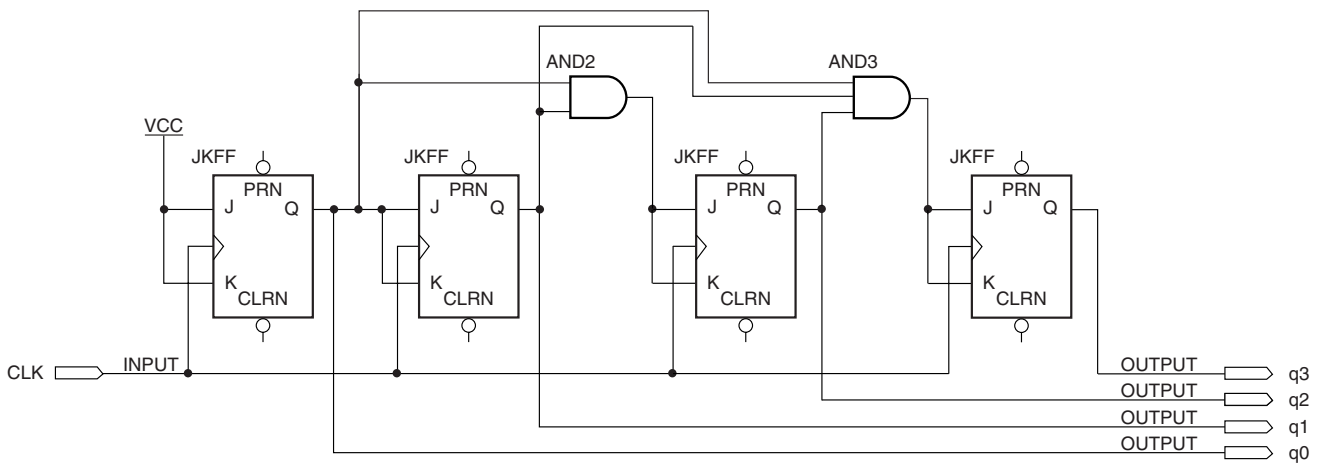 AND2
AND3
VCC
JKFF
JKFF
JKFF
JKFF
PRN
J
Q
K
CLRN
PRN
J
Q
K
CLRN
PRN
J
Q
K
CLRN
PRN
J
Q
K
CLRN
CLK
INPUT
OUTPUT
q3
OUTPUT
q2
OUTPUT
q1
OUTPUT
q0